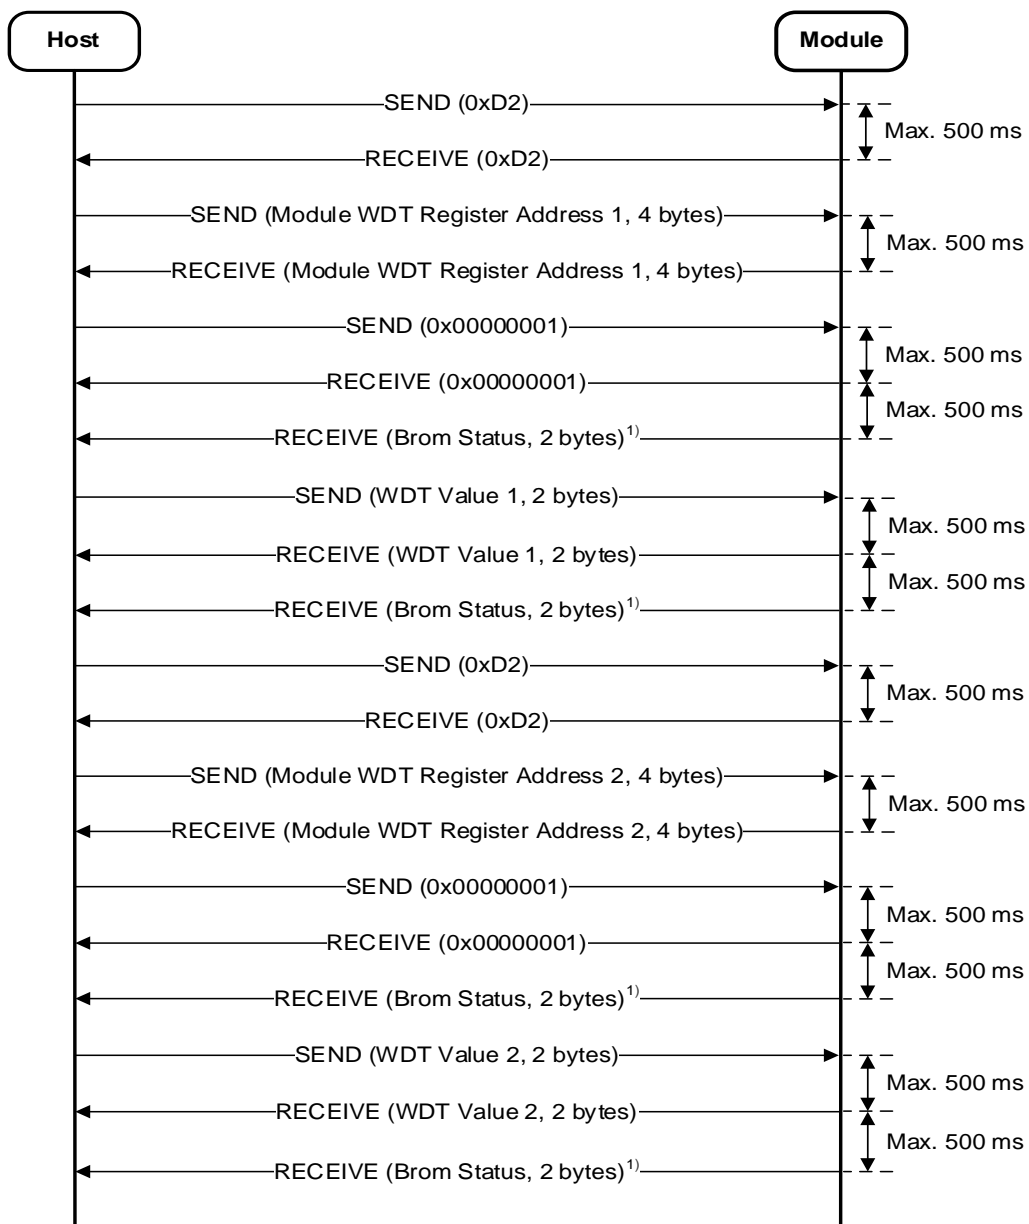 Host
Module
SEND (0xD2)
Max. 500 ms
RECEIVE (0xD2)
SEND (Module WDT Register Address 1, 4 bytes)
Max. 500 ms
RECEIVE (Module WDT Register Address 1, 4 bytes)
SEND (0x00000001)
Max. 500 ms
RECEIVE (0x00000001)
Max. 500 ms
RECEIVE (Brom Status, 2 bytes)1)
SEND (WDT Value 1, 2 bytes)
Max. 500 ms
RECEIVE (WDT Value 1, 2 bytes)
Max. 500 ms
RECEIVE (Brom Status, 2 bytes)1)
SEND (0xD2)
Max. 500 ms
RECEIVE (0xD2)
SEND (Module WDT Register Address 2, 4 bytes)
Max. 500 ms
RECEIVE (Module WDT Register Address 2, 4 bytes)
SEND (0x00000001)
Max. 500 ms
RECEIVE (0x00000001)
Max. 500 ms
RECEIVE (Brom Status, 2 bytes)1)
SEND (WDT Value 2, 2 bytes)
Max. 500 ms
RECEIVE (WDT Value 2, 2 bytes)
Max. 500 ms
RECEIVE (Brom Status, 2 bytes)1)